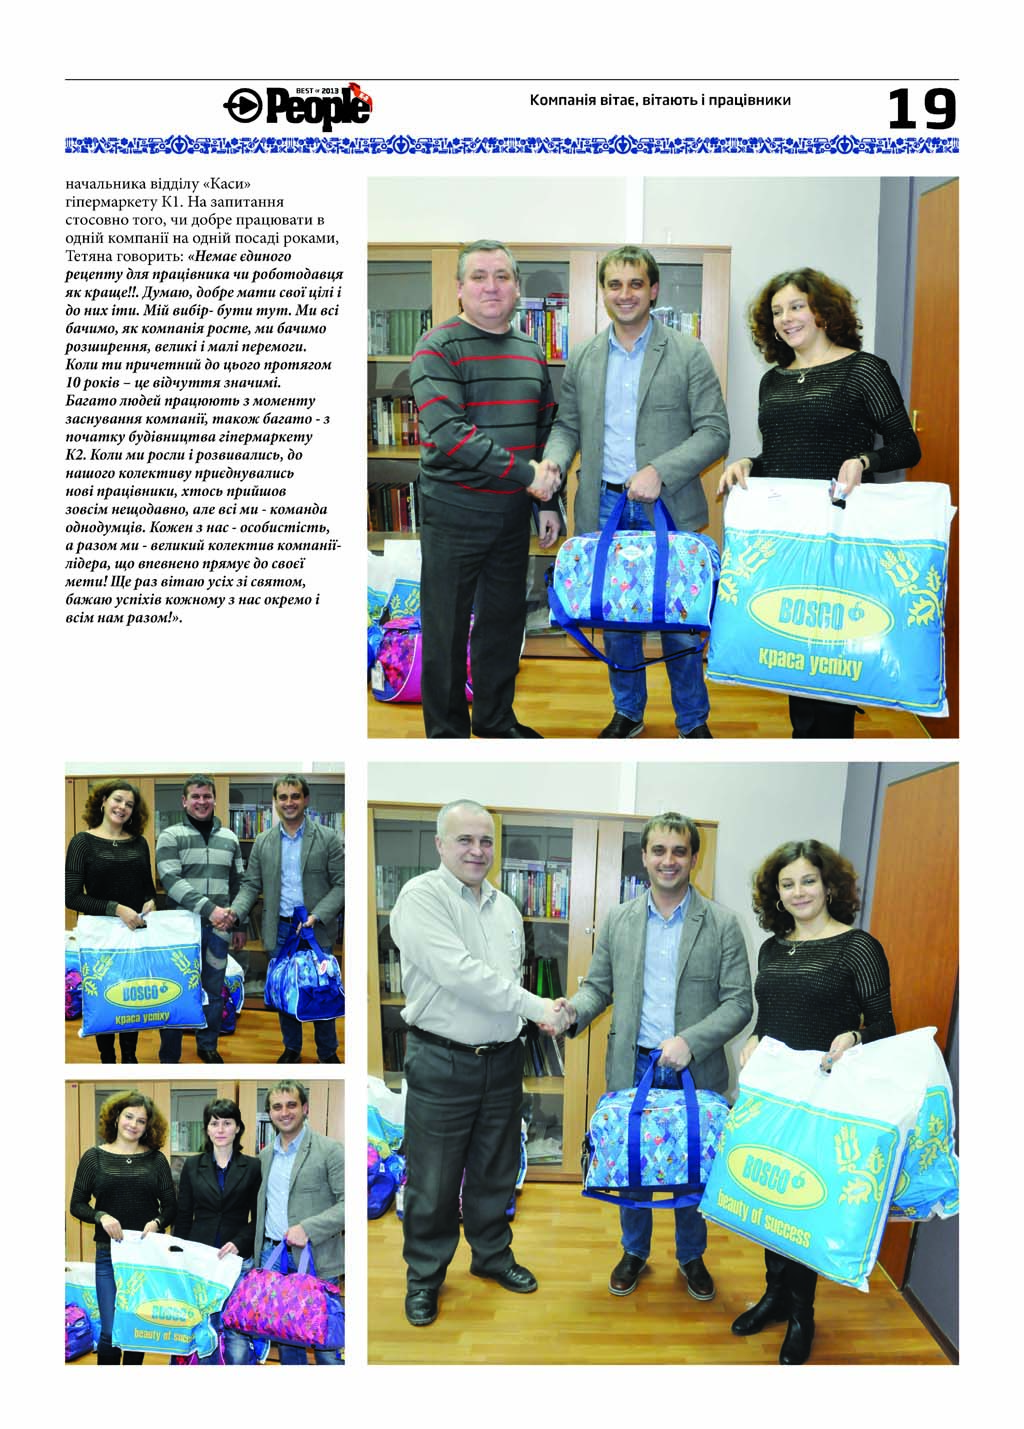 BEST of 2013
People
Компанія вітає, вітають і працівники
19
начальника відділу «Каси»
гіпермаркету К1. На запитання
стосовно того, чи добре працювати в
одній компанії на одній посаді роками,
Тетяна говорить: «Немає єдиного
рецепту для працівника чи роботодавця
як краще!!. Думаю, добре мати свої цілі і
до них іти. Мій вибір- бути тут. Ми всі
бачимо, як компанія росте, ми бачимо
розширення, великі і малі перемоги.
Коли ти причетний до цього протягом
10 років – це відчуття значимі.
Багато людей працюють з моменту
заснування компанії, також багато - з
початку будівництва гіпермаркету
К2. Коли ми росли і розвивались, до
нашого колективу приєднувались
нові працівники, хтось прийшов
зовсім нещодавно, але всі ми - команда
однодумців. Кожен з нас - особистість,
а разом ми - великий колектив компанії-
лідера, що впевнено прямує до своєї
мети! Ще раз вітаю усіх зі святом,
бажаю успіхів кожному з нас окремо і
всім нам разом!».
BOSCO
краса успіху
BOSCO
краса успіху
BOSCO
beauty of success
BOSCO
beauty of succ